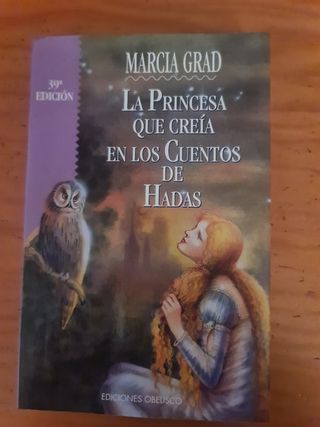 39ª
EDICIÓN
MARCIA GRAD
LA PRINCESA
QUE CREÍA
EN LOS CUENTOS
DE
HADAS
EDICIONES OBELISCO